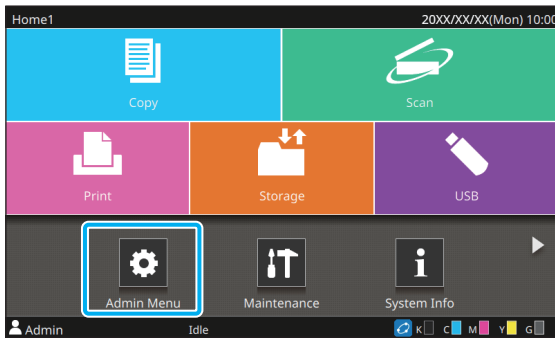 Home1 20XX/XX/XX(Mon) 10:00
Copy Scan
Print Storage USB
Admin Menu Maintenance System Info
Admin Idle K C M Y G